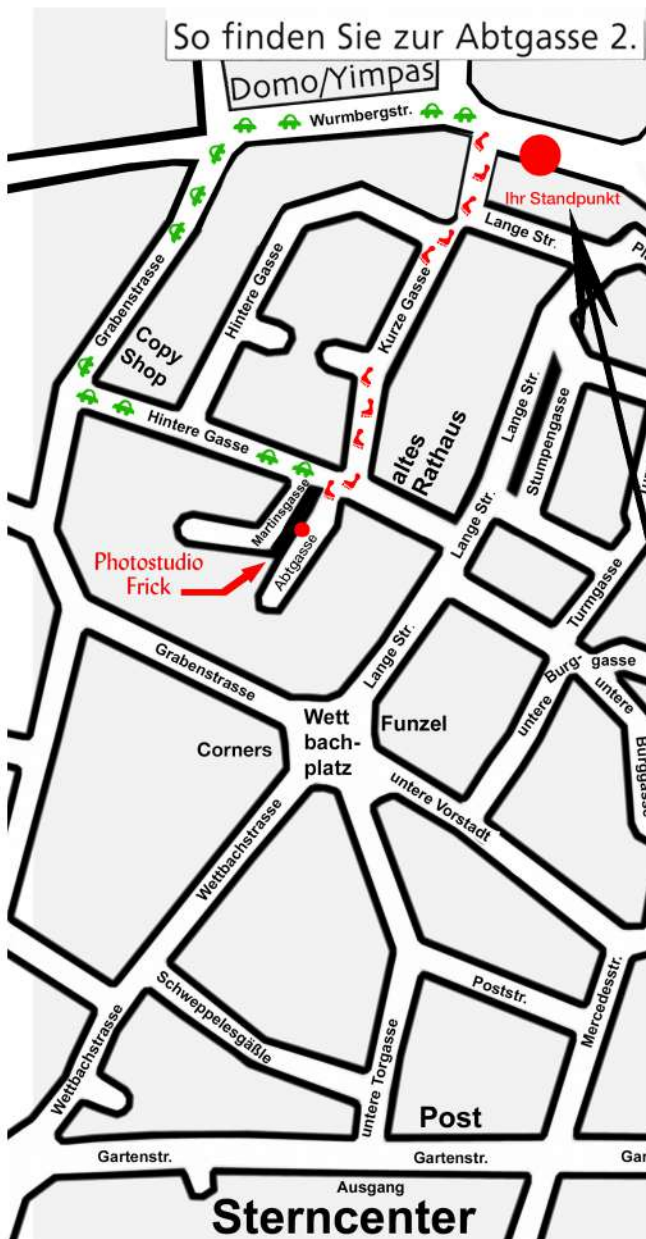 So finden Sie zur Abtgasse 2.
Domo/Yimpas
Wurmbergstr.
Ihr Standpunkt
Lange Str.
Hintere Gasse
Kurze Gasse
Grabenstrasse
Copy
Shop
Lange Str.
Stumpengasse
Hintere Gasse
altes
Rathaus
Martinsgasse
Lange Str.
Photostudio
Frick
Abtgasse
Turmgasse
Grabenstrasse
Lange Str.
untere
Burg-
gasse
untere
Burggasse
Wett
bach-
platz
Funzel
Corners
untere Vorstadt
Wettbachstrasse
Mercedesstr.
Poststr.
Schweppelesgäßle
Wettbachstrasse
untere Torgasse
Post
Gartenstr.
Gartenstr.
Ausgang
Sterncenter